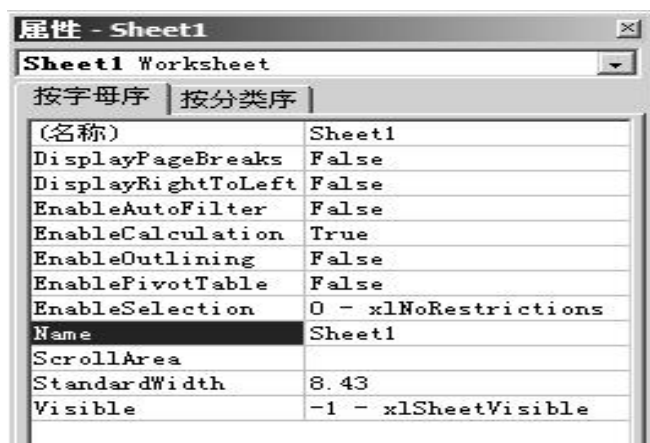 属性 - Sheet1
Sheet1 Worksheet
按字母序 按分类序
(名称) Sheet1
DisplayPageBreaks False
DisplayRightToLeft False
EnableAutoFilter False
EnableCalculation True
EnableOutlining False
EnablePivotTable False
EnableSelection 0 - xlNoRestrictions
Name Sheet1
ScrollArea
StandardWidth 8.43
Visible -1 - xlSheetVisible